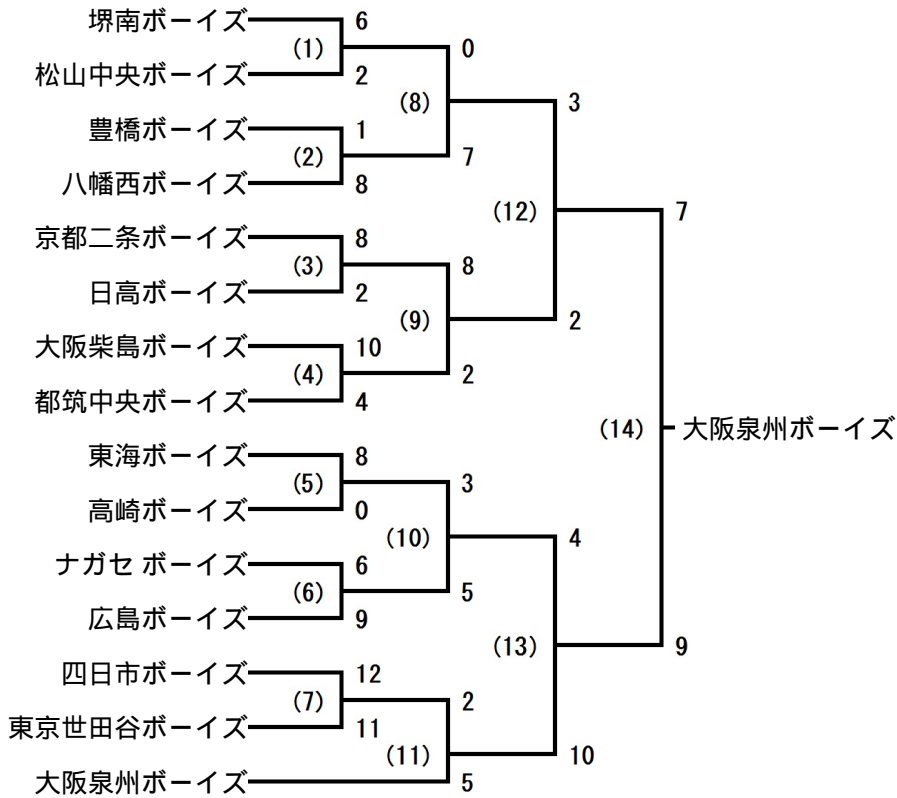 堺南ボーイズ 6
(1) 0
松山中央ボーイズ 2
(8) 3
豊橋ボーイズ 1
(2) 7
八幡西ボーイズ 8
(12) 7
京都二条ボーイズ 8
(3) 8
日高ボーイズ 2
(9) 2
大阪柴島ボーイズ 10
(4) 2
都筑中央ボーイズ 4
(14) 大阪泉州ボーイズ
東海ボーイズ 8
(5) 3
高崎ボーイズ 0
(10) 4
ナガセ ボーイズ 6
(6) 5
広島ボーイズ 9
(13) 9
四日市ボーイズ 12
(7) 2
東京世田谷ボーイズ 11
(11) 10
大阪泉州ボーイズ 5